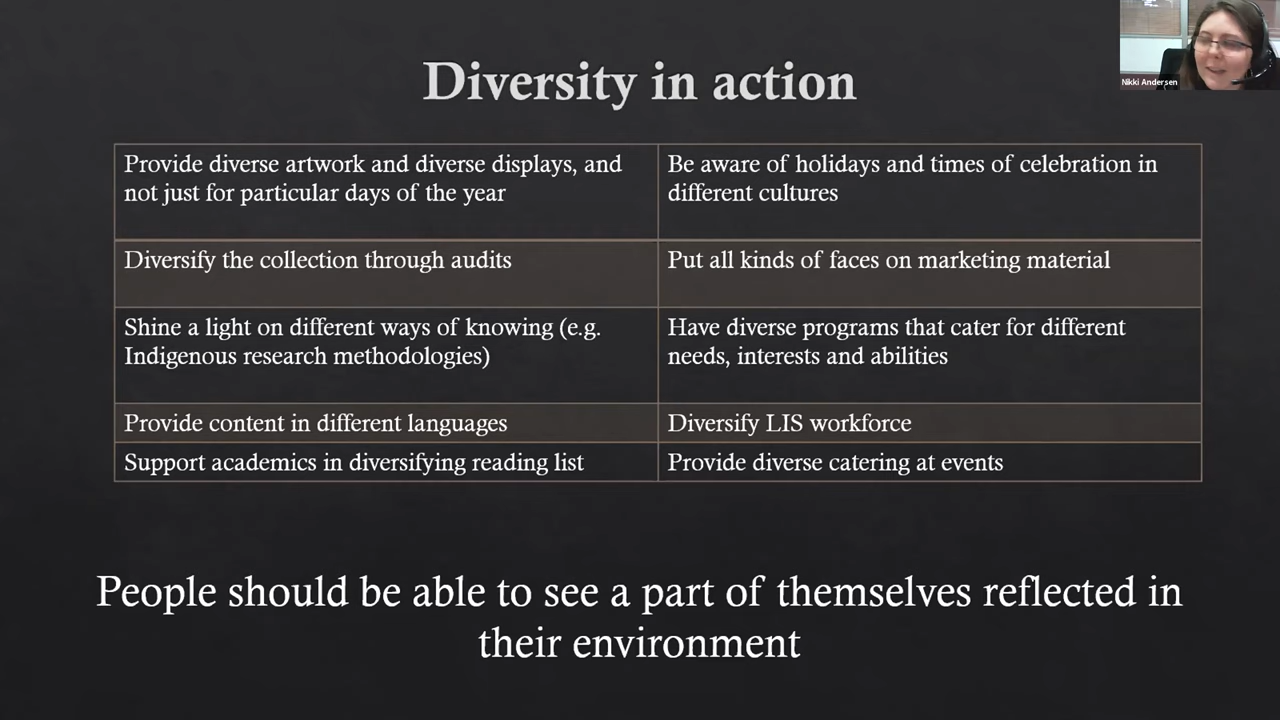 Nikki Andersen
Diversity in action
Provide diverse artwork and diverse displays, and
not just for particular days of the year
Be aware of holidays and times of celebration in
different cultures
Diversify the collection through audits
Put all kinds of faces on marketing material
Shine a light on different ways of knowing (e.g.
Indigenous research methodologies)
Have diverse programs that cater for different
needs, interests and abilities
Provide content in different languages
Diversify LIS workforce
Support academics in diversifying reading list
Provide diverse catering at events
People should be able to see a part of themselves reflected in
their environment